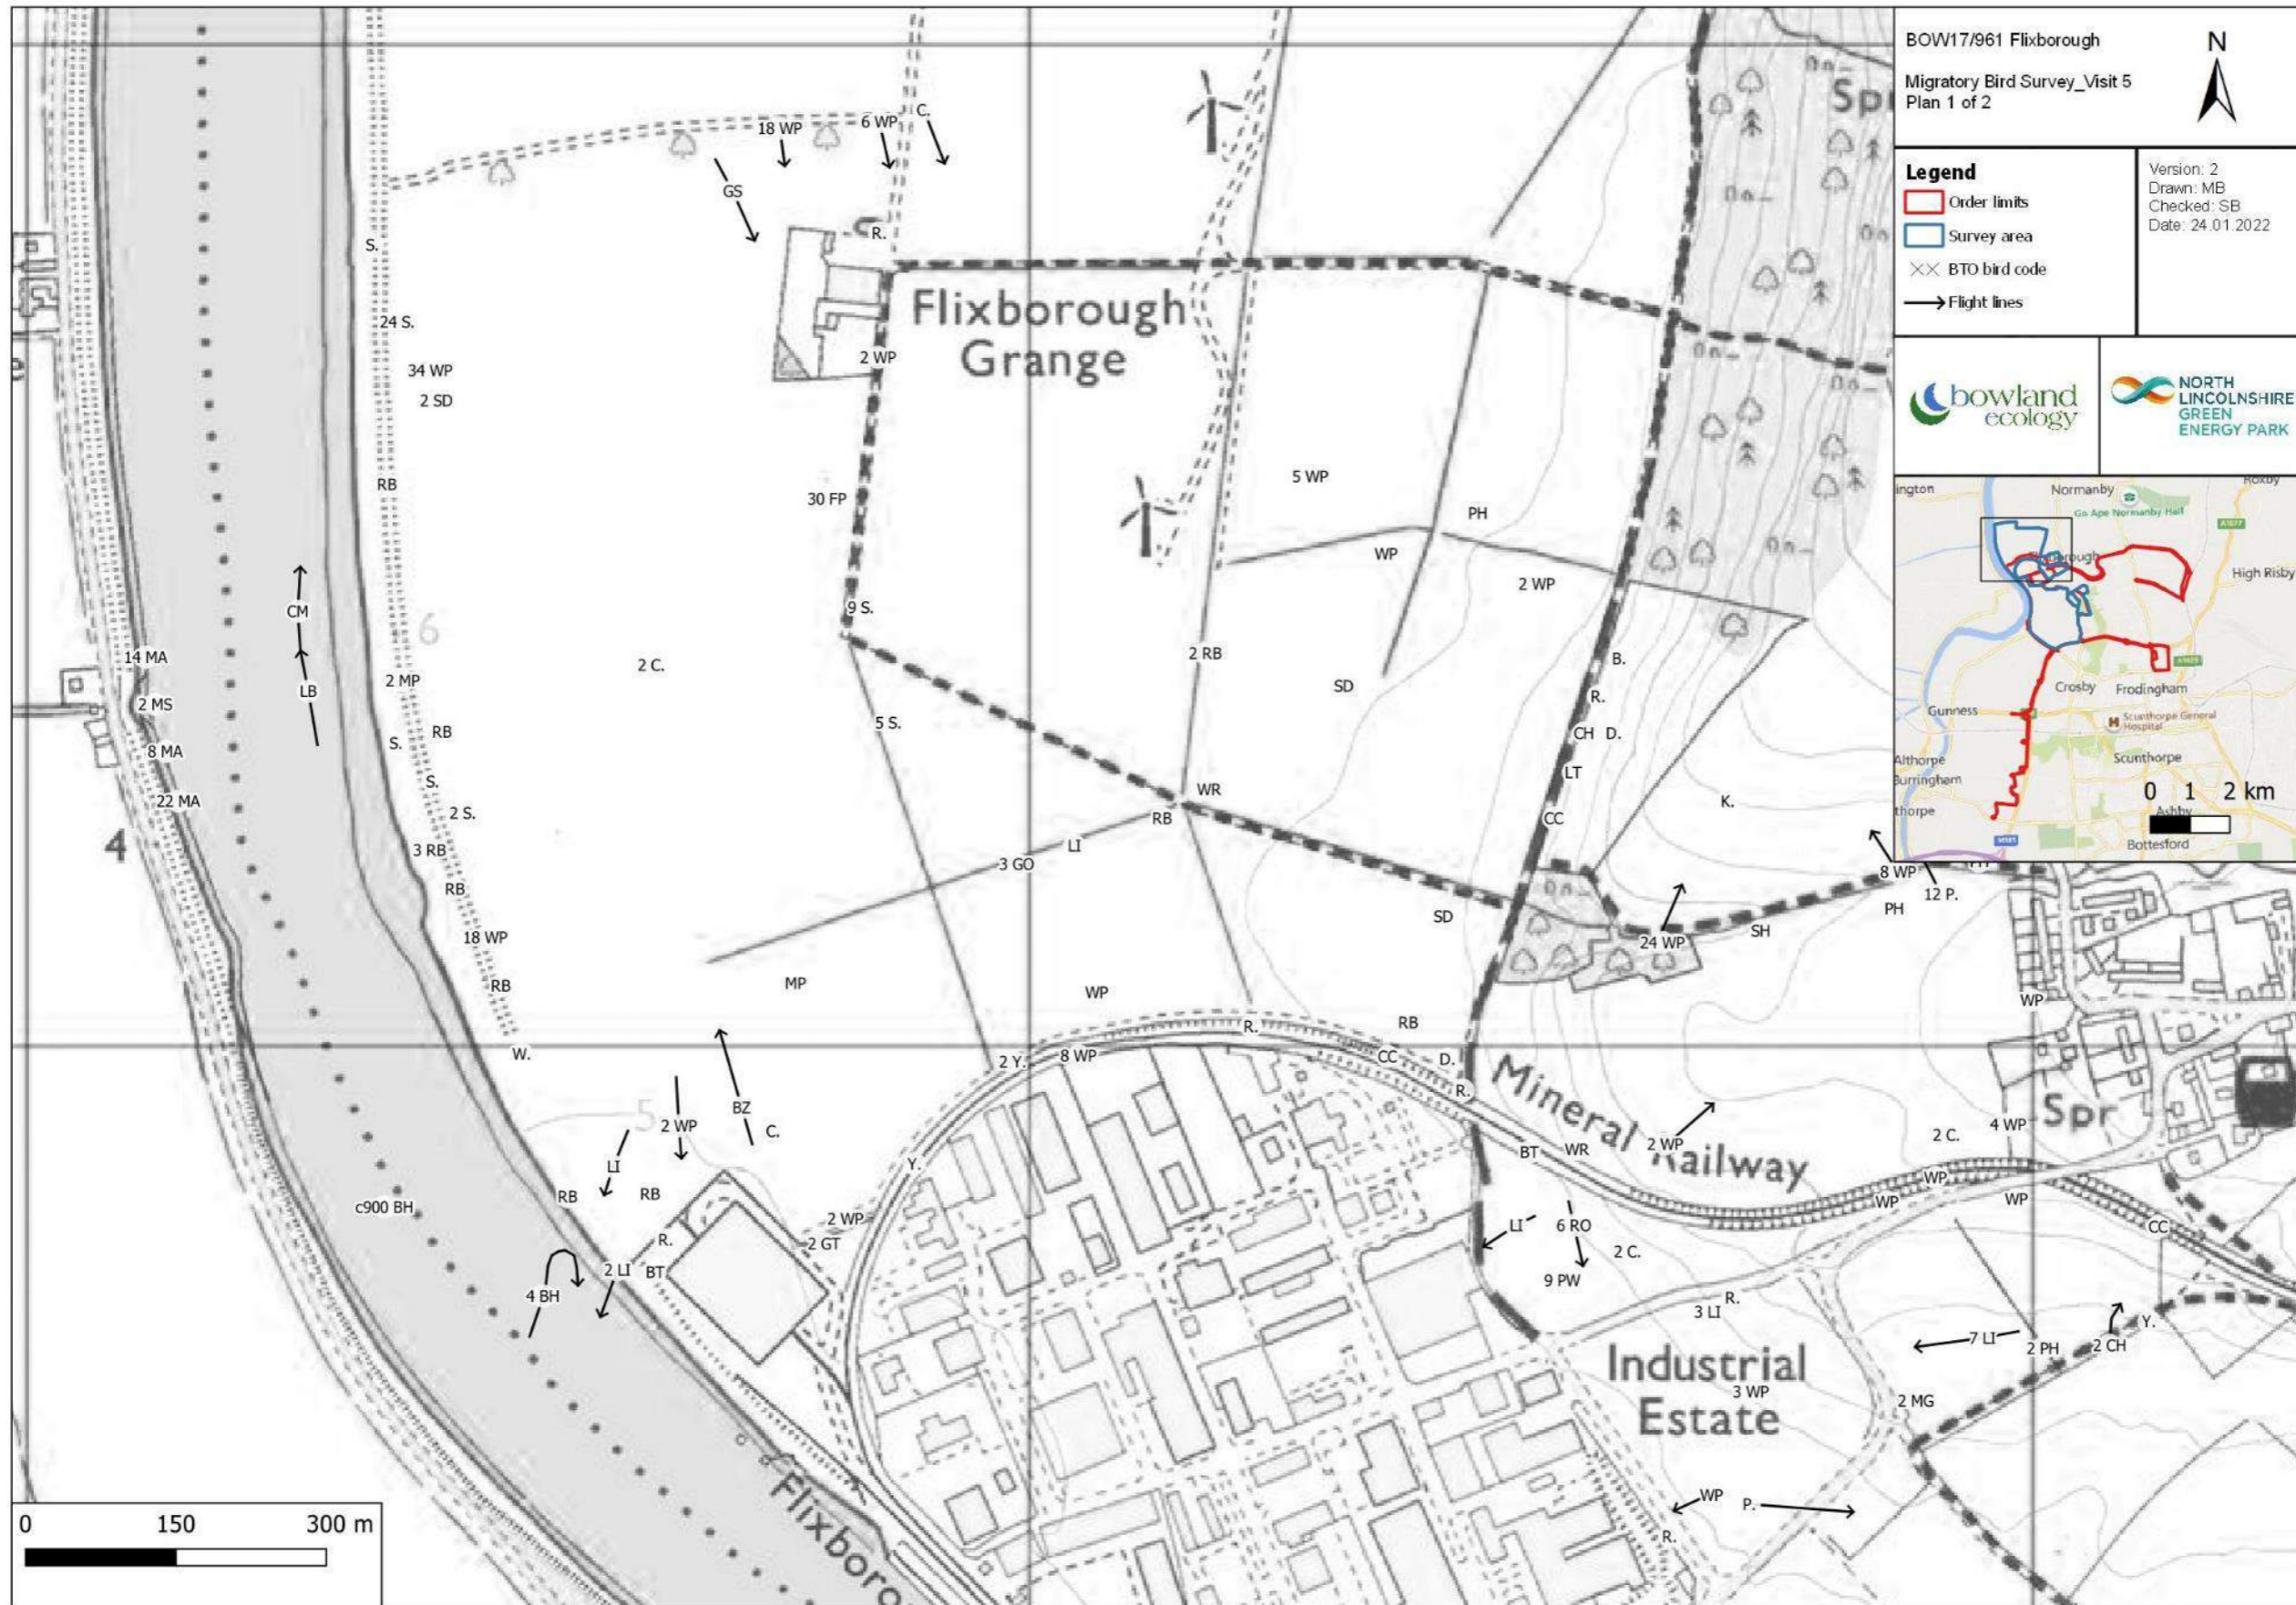 BOW17/961 Flixborough
N
Migratory Bird Survey_Visit 5
Plan 1 of 2
Legend
Order limits
Survey area
XX BTO bird code
Flight lines
Version: 2
Drawn: MB
Checked: SB
Date: 24.01.2022
bowland
ecology
NORTH
LINCOLNSHIRE
GREEN
ENERGY PARK
Normanby
Roxby
Go Ape Normanby Hall
A1077
High Risby
Crosby
Frodingham
Gunness
Scunthorpe General
Hospital
Althorpe
Scunthorpe
Burringham
Ashby
Bottesford
0 1 2 km
C.
18 WP
6 WP
GS
R.
S.
Flixborough
Grange
24 S.
2 WP
34 WP
2 SD
5 WP
RB
30 FP
PH
WP
2 WP
CM
9 S.
6
14 MA
2 C.
2 RB
B.
2 MP
SD
LB
R.
2 MS
5 S.
RB
CH D.
S.
8 MA
LT
S.
WR
22 MA
K.
2 S.
RB
CC
4
3 RB
LI
3 GO
8 WP
RB
12 P.
PH
SD
SH
18 WP
24 WP
MP
WP
RB
WP
R.
RB
W.
2 Y.
8 WP
CC
D.
R.
Mineral Railway
BZ
5
2 WP
C.
Spr
4 WP
2 C.
2 WP
BT
WR
LI
Y.
RB
RB
WP
WP
WP
c900 BH
2 WP
LI
6 RO
CC
R.
2 GT
2 C.
2 LI
BT
9 PW
4 BH
R.
3 LI
Y.
7 LI
2 PH
2 CH
Industrial
Estate
3 WP
2 MG
WP
P.
R.
Flixboro
0 150 300 m